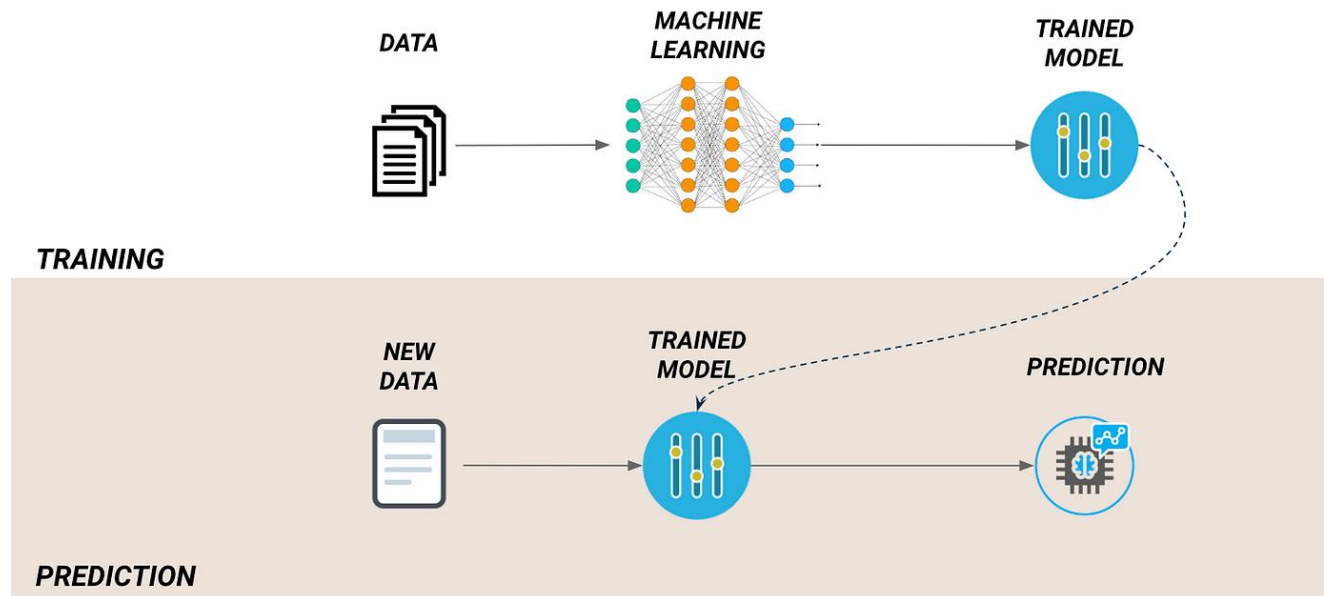 DATA
MACHINE
LEARNING
TRAINED
MODEL
TRAINING
NEW
DATA
TRAINED
MODEL
PREDICTION
PREDICTION